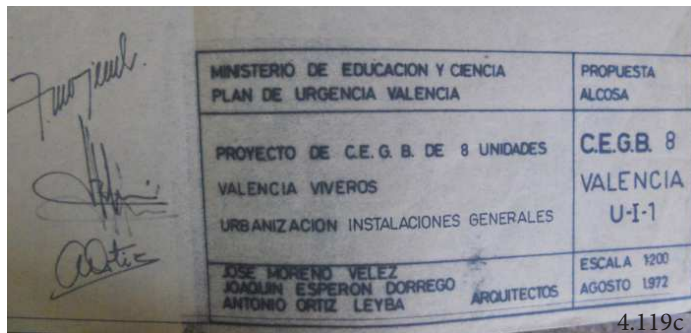 MINISTERIO DE EDUCACION Y CIENCIA
PLAN DE URGENCIA VALENCIA
PROPUESTA
ALCOSA
PROYECTO DE C.E.G.B. DE 8 UNIDADES
VALENCIA VIVEROS
URBANIZACION INSTALACIONES GENERALES
C.E.G.B. 8
VALENCIA
U-I-1
JOSE MORENO VELEZ
JOAQUIN ESPERON DORREGO
ANTONIO ORTIZ LEYBA
ARQUITECTOS
ESCALA 1:200
AGOSTO 1.972
4.119c